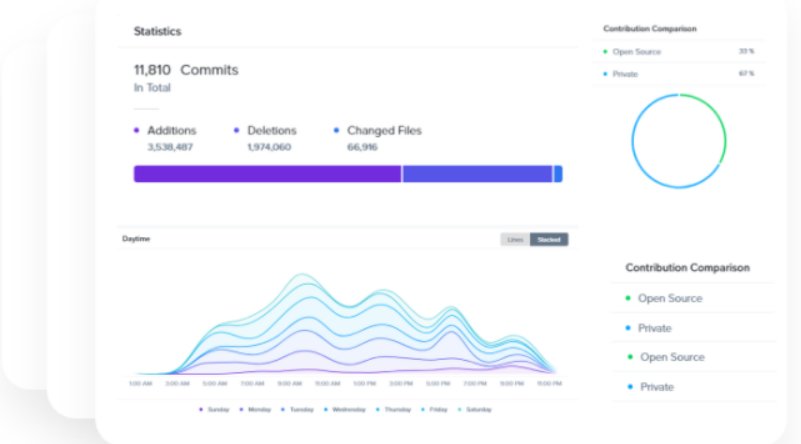 Statistics
11,810 Commits
In Total
Additions Deletions Changed Files
3,538,487 1,974,060 66,916
Contribution Comparison
Open Source 33 %
Private 67 %
Daytime
Lines Stacked
1:00 AM 3:00 AM 5:00 AM 7:00 AM 9:00 AM 11:00 AM 1:00 PM 3:00 PM 5:00 PM 7:00 PM 9:00 PM 11:00 PM
Sunday Monday Tuesday Wednesday Thursday Friday Saturday
Contribution Comparison
Open Source
Private
Open Source
Private